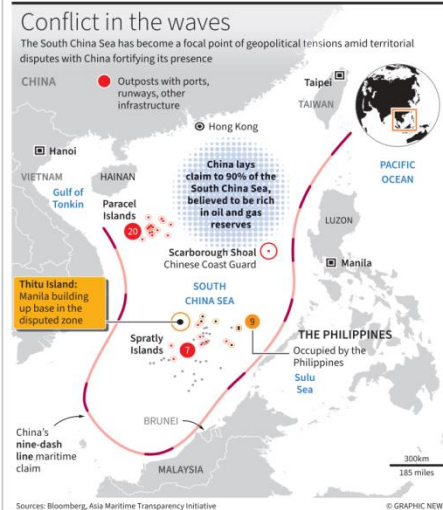 Conflict in the waves
The South China Sea has become a focal point of geopolitical tensions amid territorial
disputes with China fortifying its presence
CHINA
Outposts with ports,
runways, other
infrastructure
Taipei
TAIWAN
Hong Kong
Hanoi
VIETNAM
HAINAN
Gulf of
Tonkin
PACIFIC
OCEAN
China lays
claim to 90% of the
South China Sea,
believed to be rich
in oil and gas
reserves
Paracel
Islands
20
LUZON
Scarborough Shoal
Chinese Coast Guard
Manila
Thitu Island:
Manila building
up base in the
disputed zone
SOUTH
CHINA SEA
9
THE PHILIPPINES
Occupied by the
Philippines
Spratly
Islands
7
Sulu
Sea
BRUNEI
China's
nine-dash
line maritime
claim
MALAYSIA
300km
185 miles
Sources: Bloomberg, Asia Maritime Transparency Initiative
© GRAPHIC NEW